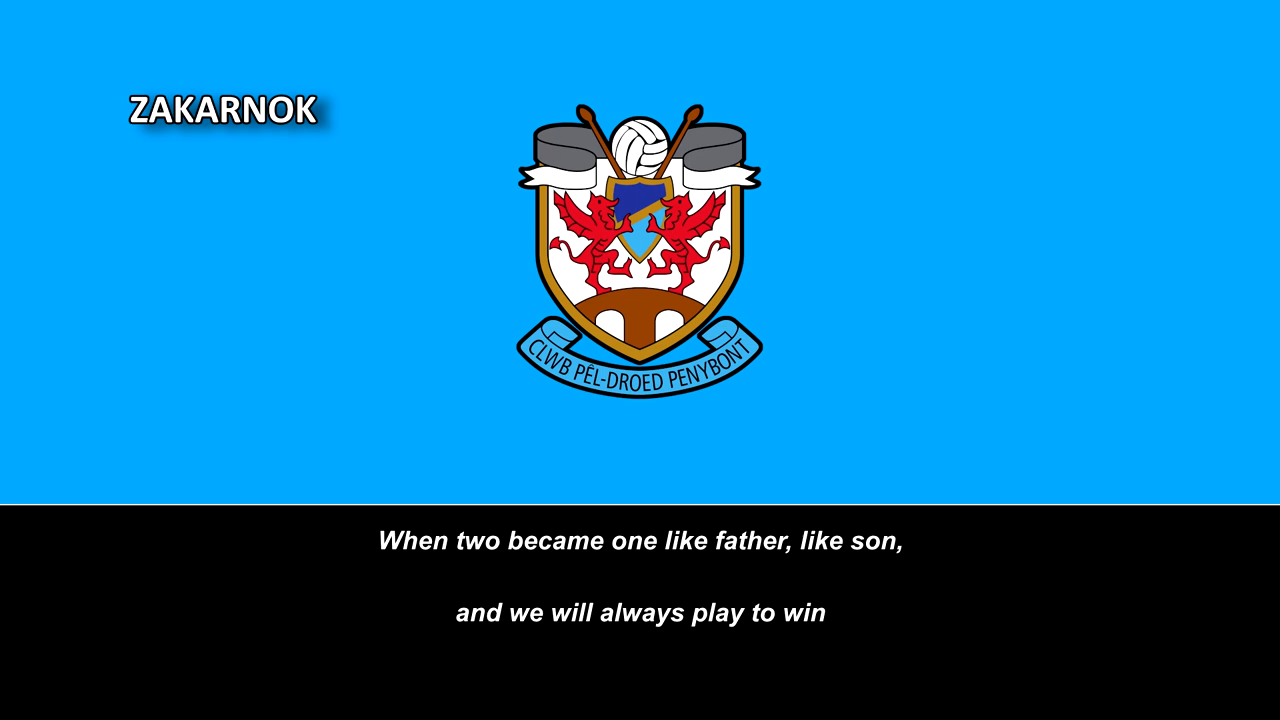 ZAKARNOK
CLWB PÊL-DROED PENYBONT
When two became one like father, like son,
and we will always play to win